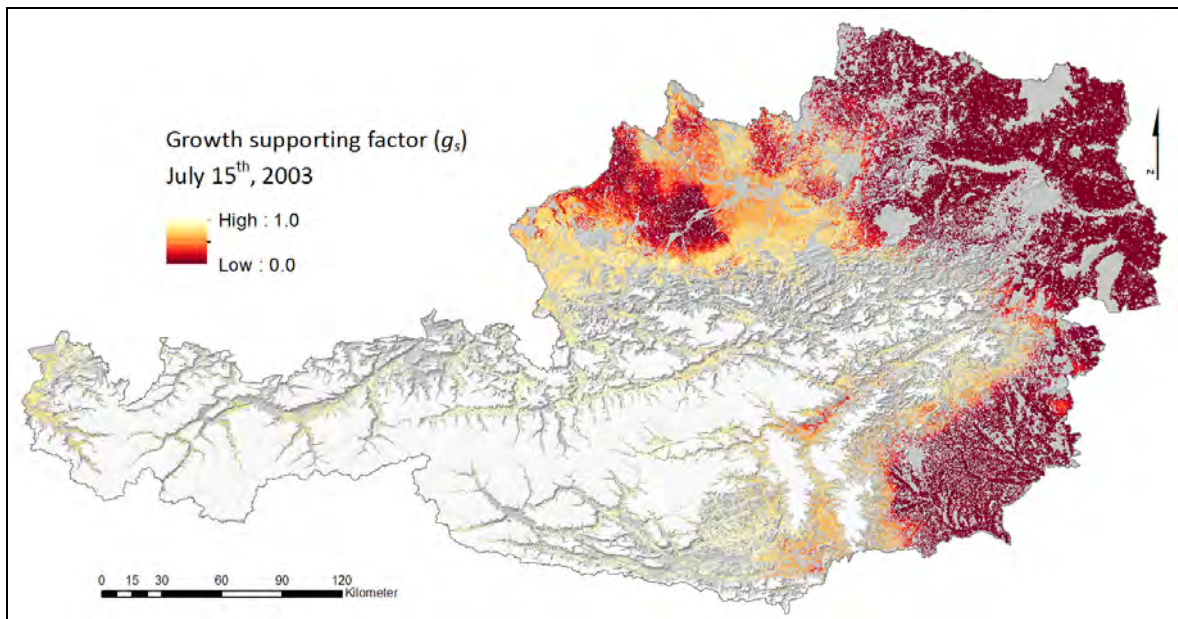 Growth supporting factor (gs)
July 15th, 2003
High : 1.0
Low : 0.0
N
0 15 30 60 90 120
Kilometer